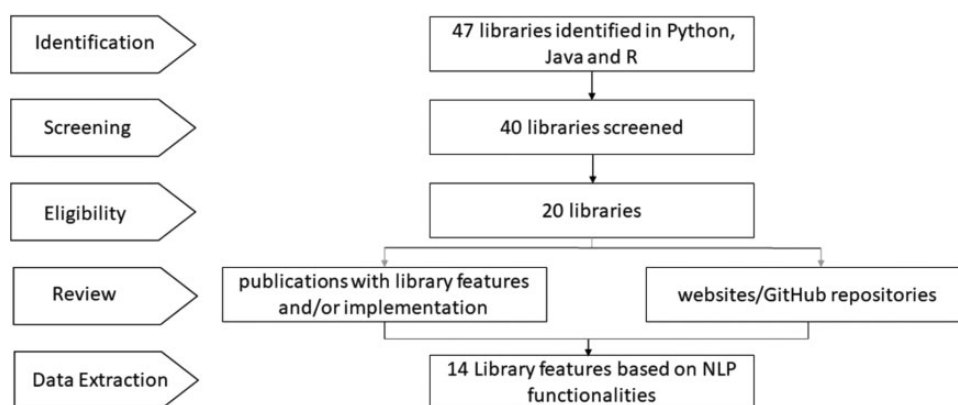 Identification
47 libraries identified in Python,
Java and R
Screening
40 libraries screened
Eligibility
20 libraries
Review
publications with library features
and/or implementation
websites/GitHub repositories
Data Extraction
14 Library features based on NLP
functionalities